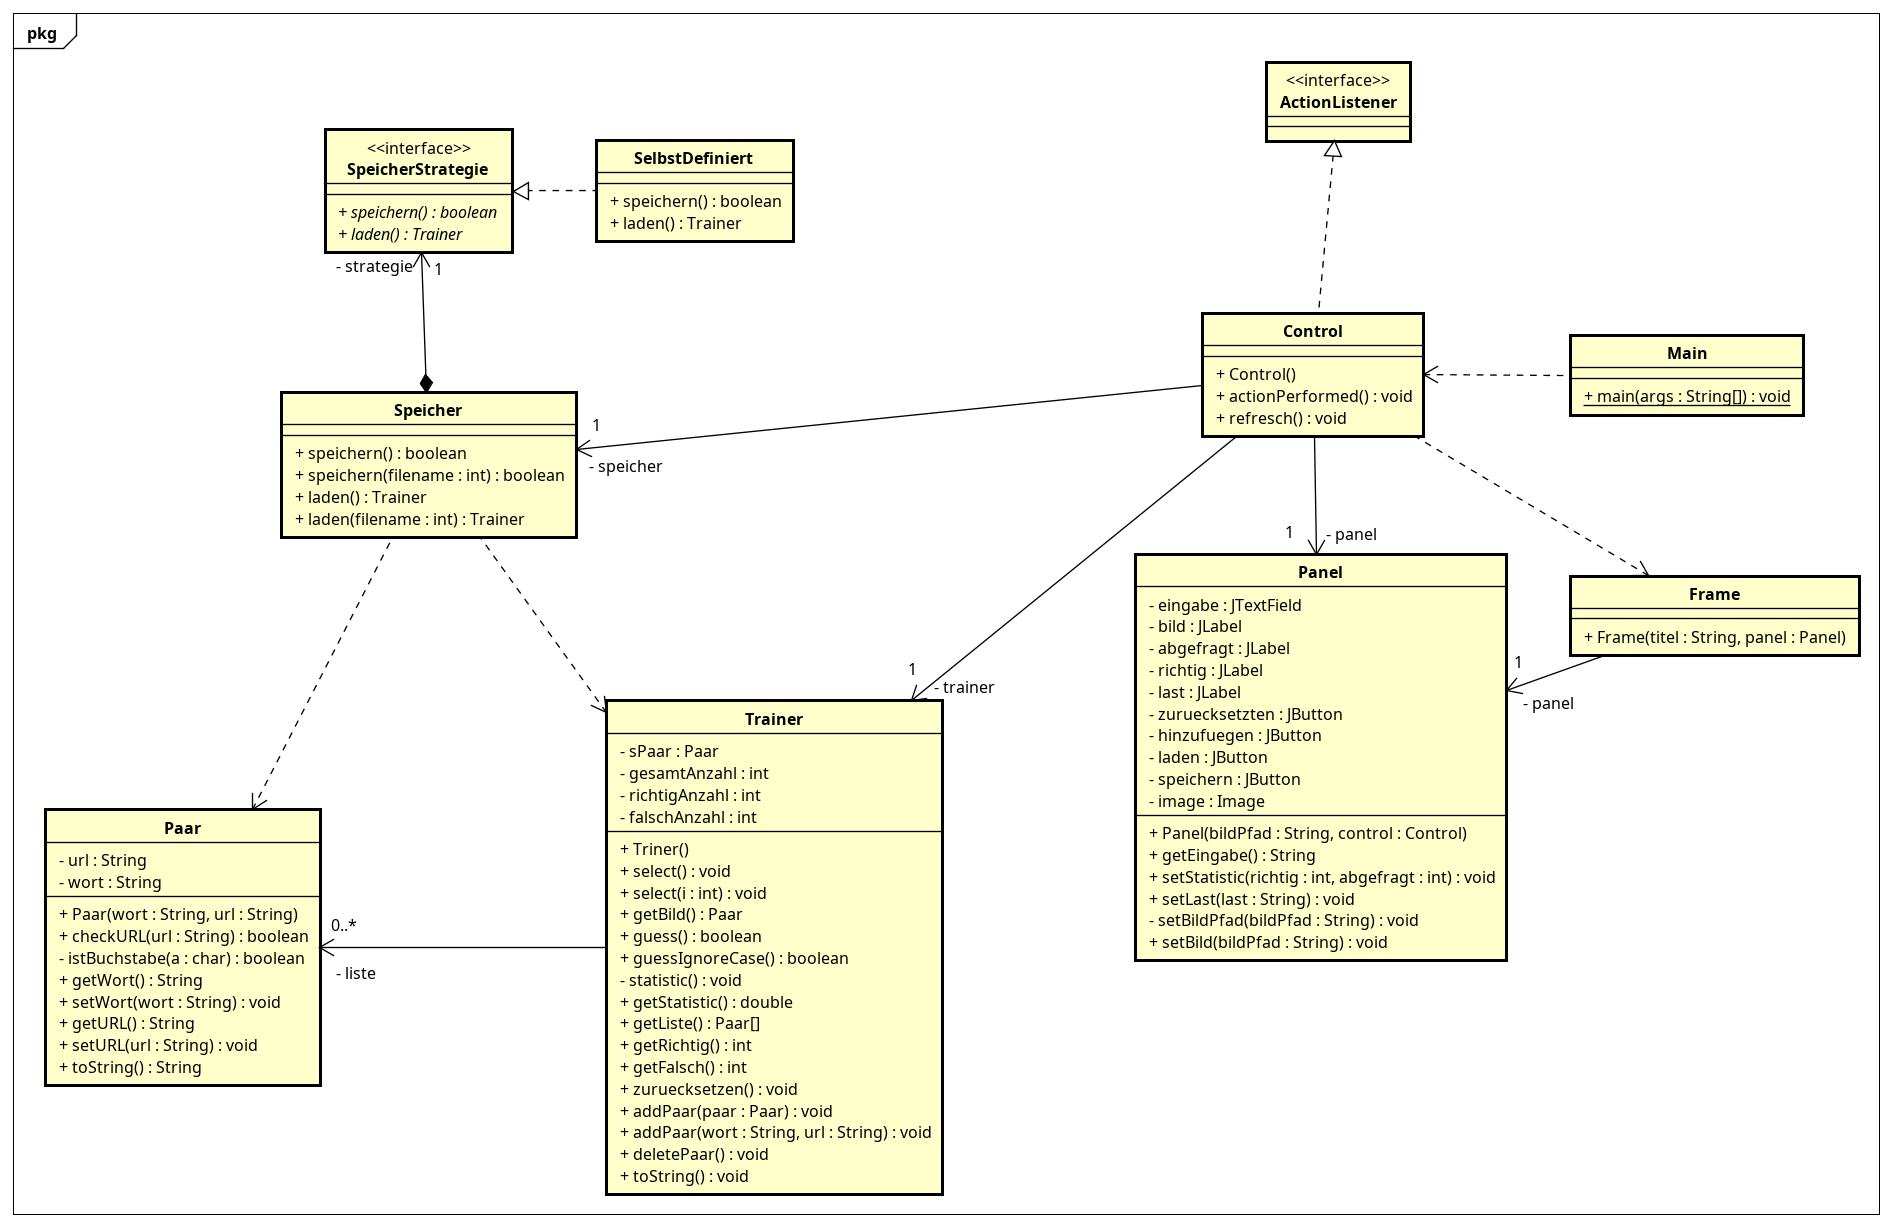 pkg
<<interface>>
ActionListener
<<interface>>
SpeicherStrategie
+ speichern() : boolean
+ laden() : Trainer
SelbstDefiniert
+ speichern() : boolean
+ laden() : Trainer
- strategie
1
Control
+ Control()
+ actionPerformed() : void
+ refresch() : void
Main
+ main(args : String[]) : void
Speicher
+ speichern() : boolean
+ speichern(filename : int) : boolean
+ laden() : Trainer
+ laden(filename : int) : Trainer
1
- speicher
1
- panel
Panel
- eingabe : JTextField
- bild : JLabel
- abgefragt : JLabel
- richtig : JLabel
- last : JLabel
- zuruecksetzten : JButton
- hinzufuegen : JButton
- laden : JButton
- speichern : JButton
- image : Image
+ Panel(bildPfad : String, control : Control)
+ getEingabe() : String
+ setStatistic(richtig : int, abgefragt : int) : void
+ setLast(last : String) : void
- setBildPfad(bildPfad : String) : void
+ setBild(bildPfad : String) : void
Frame
+ Frame(titel : String, panel : Panel)
1
- panel
1
- trainer
Trainer
- sPaar : Paar
- gesamtAnzahl : int
- richtigAnzahl : int
- falschAnzahl : int
+ Triner()
+ select() : void
+ select(i : int) : void
+ getBild() : Paar
+ guess() : boolean
+ guessIgnoreCase() : boolean
- statistic() : void
+ getStatistic() : double
+ getListe() : Paar[]
+ getRichtig() : int
+ getFalsch() : int
+ zuruecksetzen() : void
+ addPaar(paar : Paar) : void
+ addPaar(wort : String, url : String) : void
+ deletePaar() : void
+ toString() : void
Paar
- url : String
- wort : String
+ Paar(wort : String, url : String)
+ checkURL(url : String) : boolean
- istBuchstabe(a : char) : boolean
+ getWort() : String
+ setWort(wort : String) : void
+ getURL() : String
+ setURL(url : String) : void
+ toString() : String
0..*
- liste